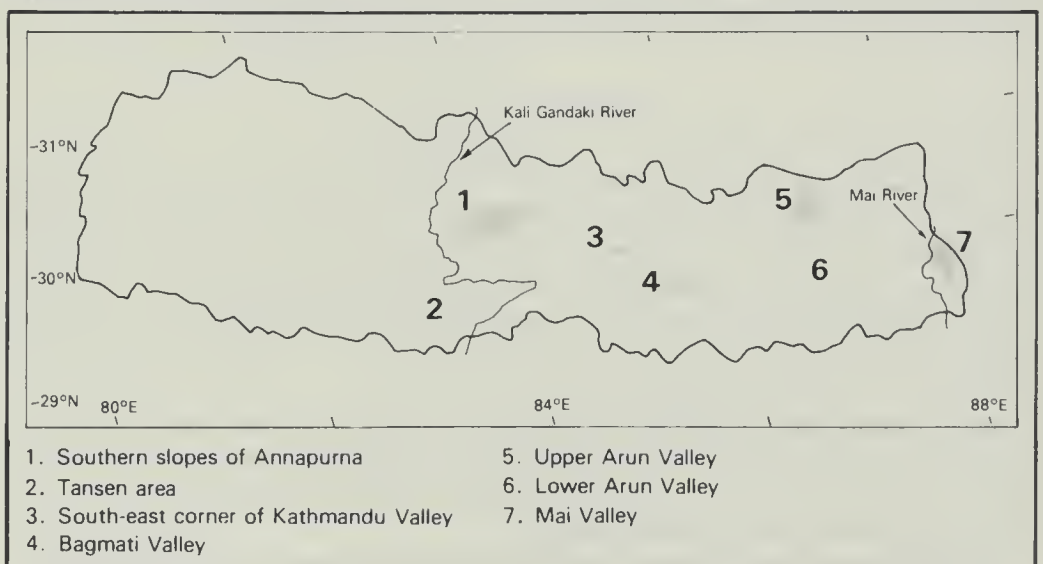 Kali Gandaki River
-31°N
1
5
Mai River
3
7
6
-30°N
4
2
-29°N
80°E
84°E
88°E
1. Southern slopes of Annapurna
2. Tansen area
3. South-east corner of Kathmandu Valley
4. Bagmati Valley
5. Upper Arun Valley
6. Lower Arun Valley
7. Mai Valley